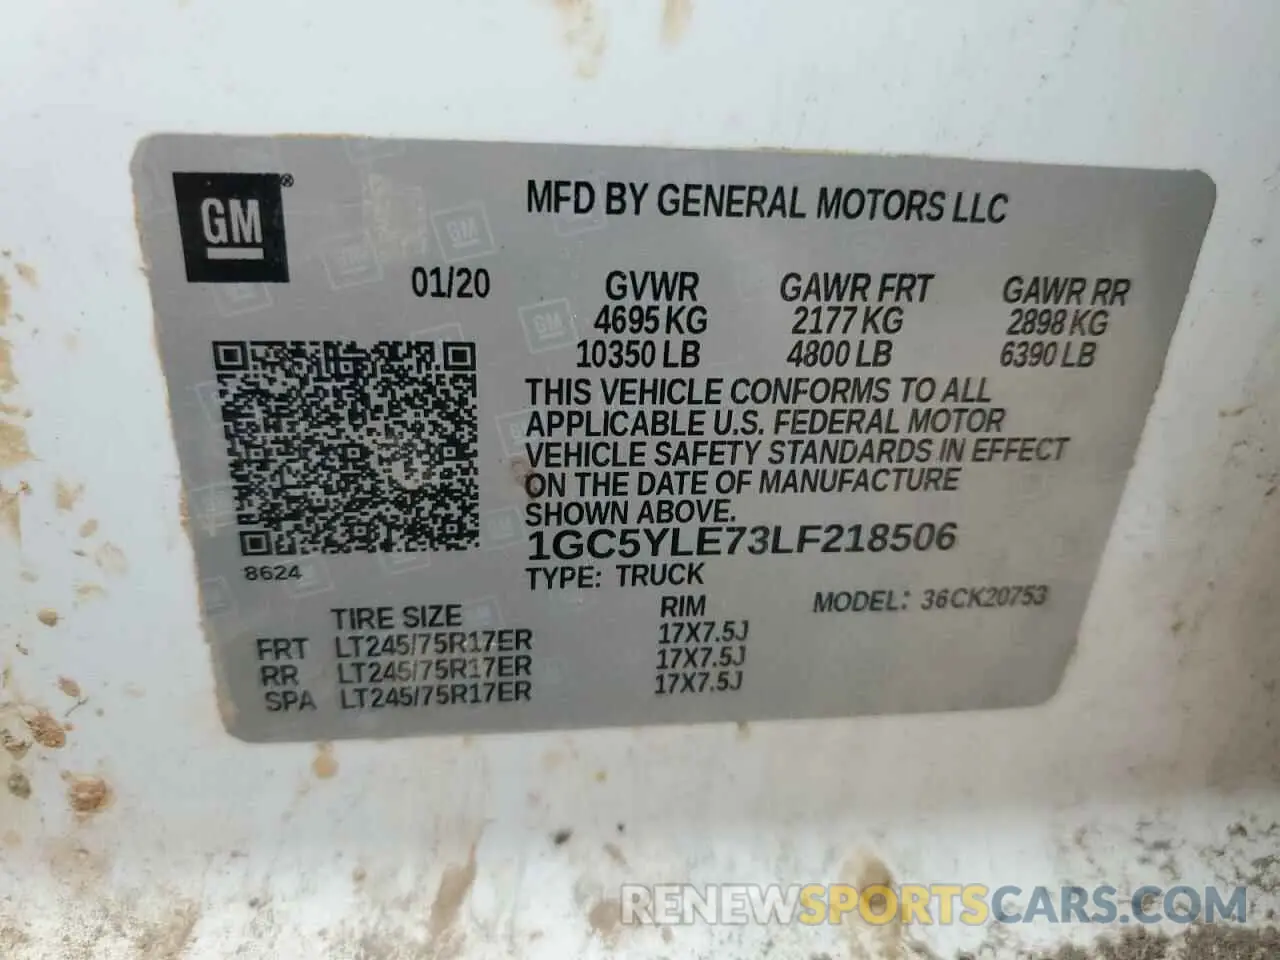 GM®
MFD BY GENERAL MOTORS LLC
01/20 GVWR GAWR FRT GAWR RR
4695 KG 2177 KG 2898 KG
10350 LB 4800 LB 6390 LB
THIS VEHICLE CONFORMS TO ALL
APPLICABLE U.S. FEDERAL MOTOR
VEHICLE SAFETY STANDARDS IN EFFECT
ON THE DATE OF MANUFACTURE
SHOWN ABOVE.
1GC5YLE73LF218506
8624
TYPE: TRUCK
TIRE SIZE RIM MODEL: 36CK20753
FRT LT245/75R17ER 17X7.5J
RR LT245/75R17ER 17X7.5J
SPA LT245/75R17ER 17X7.5J
RENEWSPORTSCARS.COM